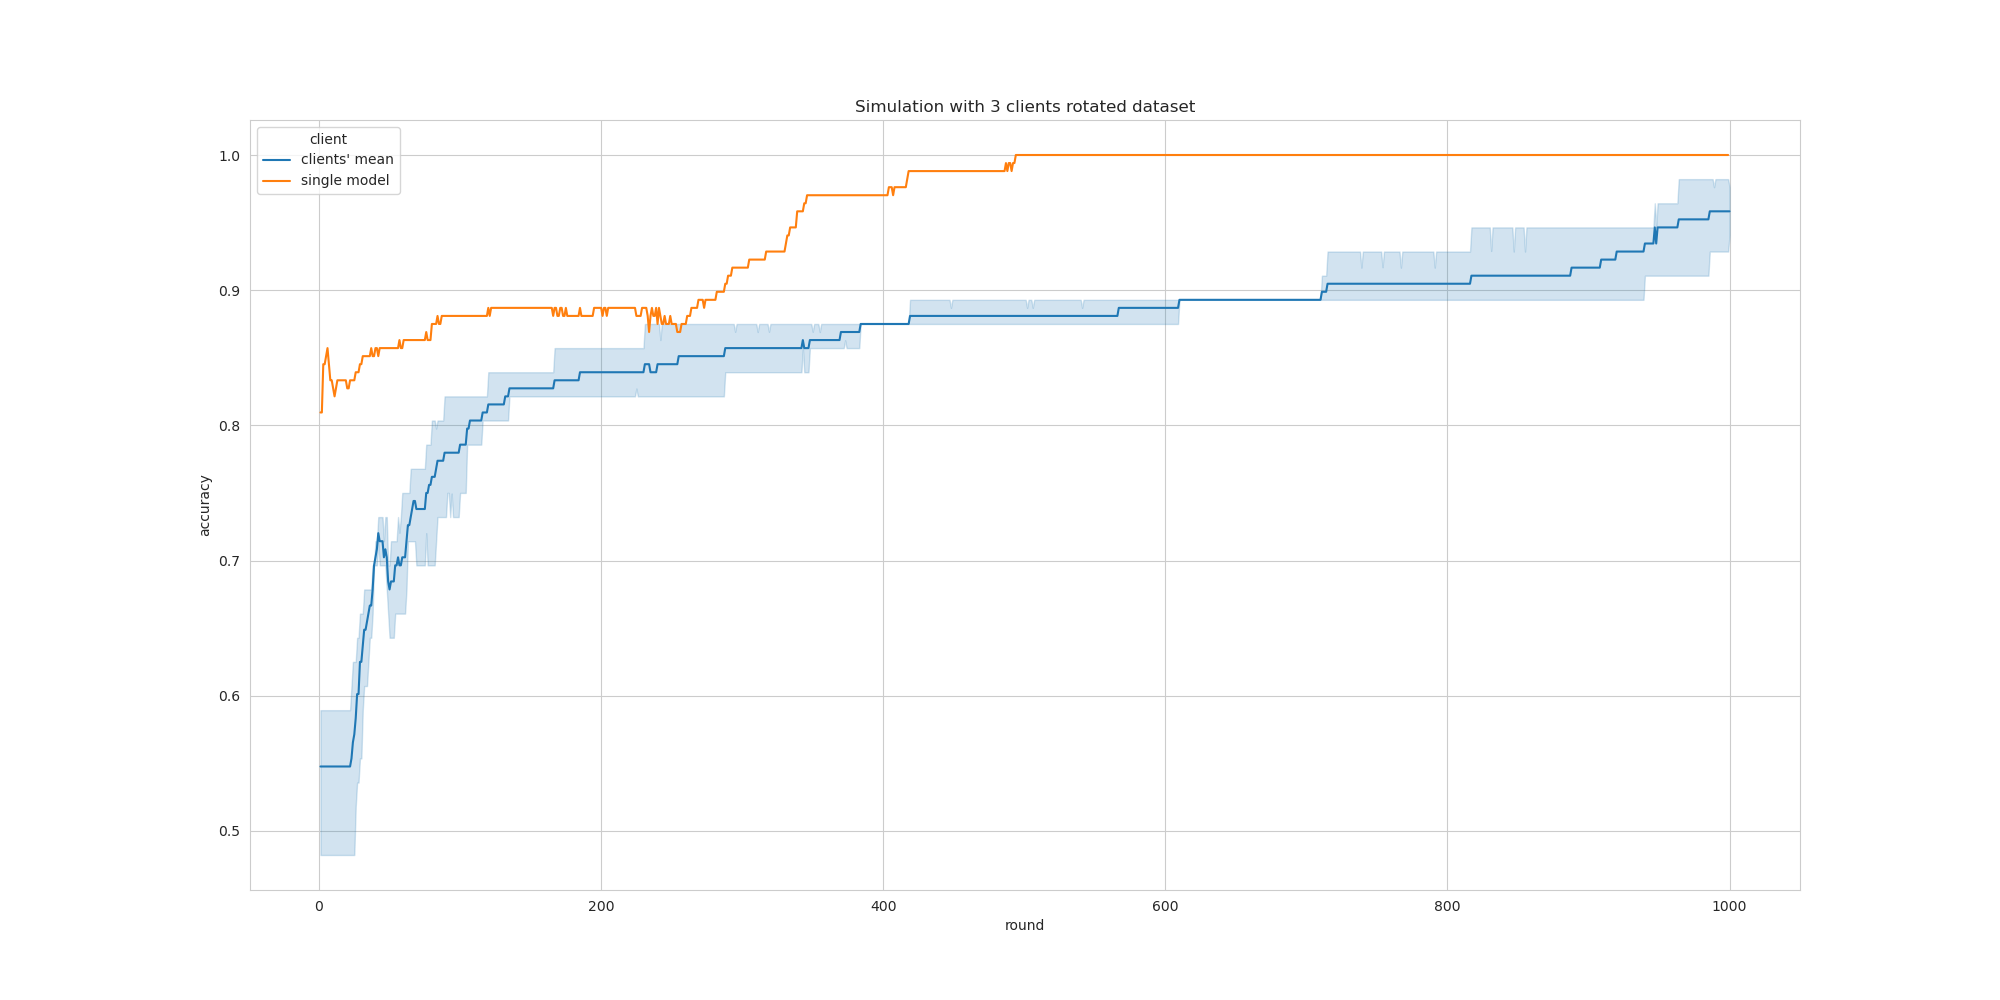 Simulation with 3 clients rotated dataset
client
clients' mean
single model
1.0
0.9
0.8
0.7
0.6
0.5
accuracy
0 200 400 600 800 1000
round